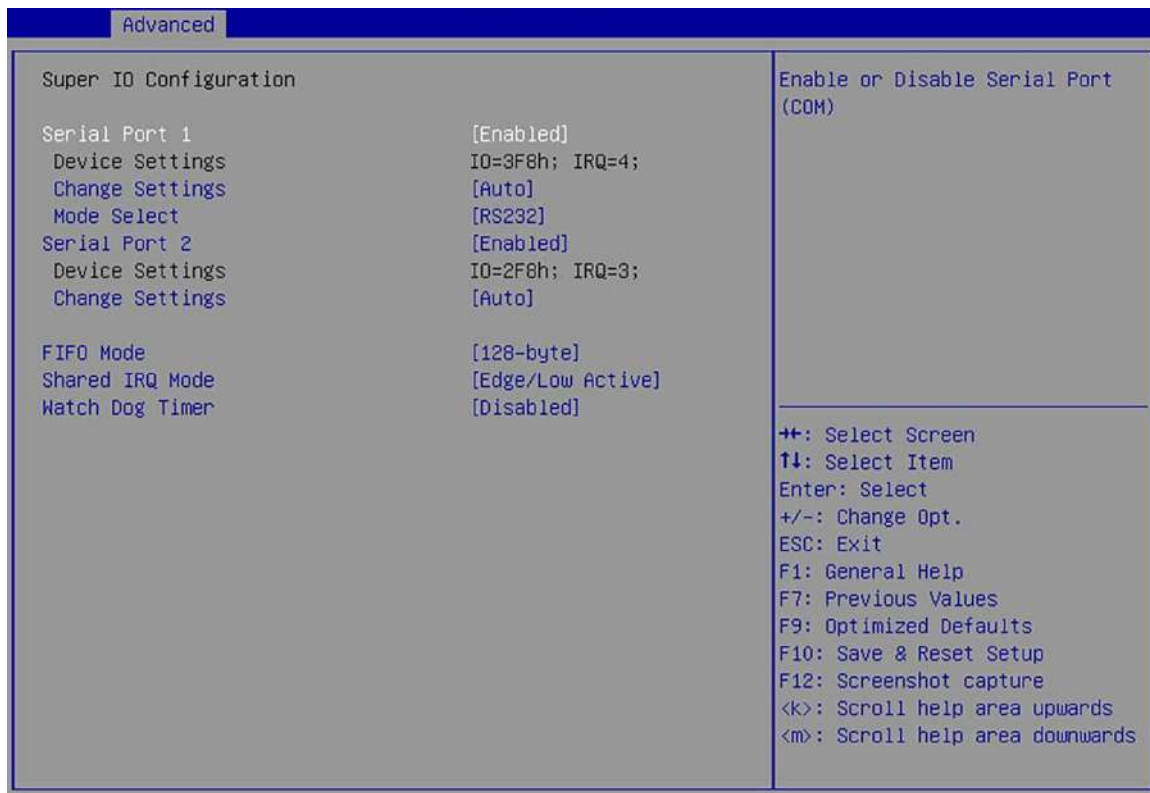 Advanced
Super IO Configuration
Serial Port 1 [Enabled]
Device Settings IO=3F8h; IRQ=4;
Change Settings [Auto]
Mode Select [RS232]
Serial Port 2 [Enabled]
Device Settings IO=2F8h; IRQ=3;
Change Settings [Auto]
FIFO Mode [128-byte]
Shared IRQ Mode [Edge/Low Active]
Watch Dog Timer [Disabled]
Enable or Disable Serial Port
(COM)
→←: Select Screen
↑↓: Select Item
Enter: Select
+/-: Change Opt.
ESC: Exit
F1: General Help
F7: Previous Values
F9: Optimized Defaults
F10: Save & Reset Setup
F12: Screenshot capture
<k>: Scroll help area upwards
<m>: Scroll help area downwards